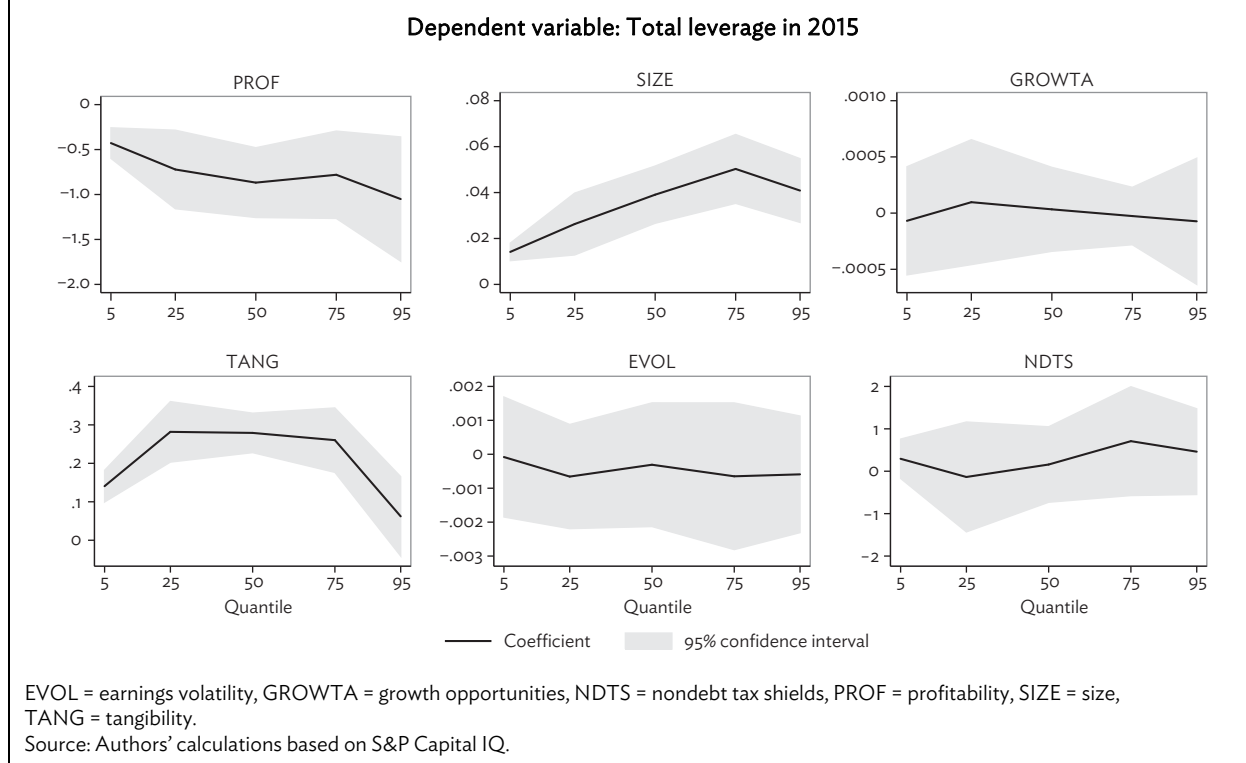 Dependent variable: Total leverage in 2015
PROF
0
−0.5
−1.0
−1.5
−2.0
5 25 50 75 95
SIZE
.08
.06
.04
.02
0
5 25 50 75 95
GROWTA
.0010
.0005
0
−.0005
5 25 50 75 95
TANG
.4
.3
.2
.1
0
5 25 50 75 95
Quantile
EVOL
.002
.001
0
−.001
−.002
−.003
5 25 50 75 95
Quantile
NDTS
2
1
0
−1
−2
5 25 50 75 95
Quantile
Coefficient 95% confidence interval
EVOL = earnings volatility, GROWTA = growth opportunities, NDTS = nondebt tax shields, PROF = profitability, SIZE = size,
TANG = tangibility.
Source: Authors’ calculations based on S&P Capital IQ.